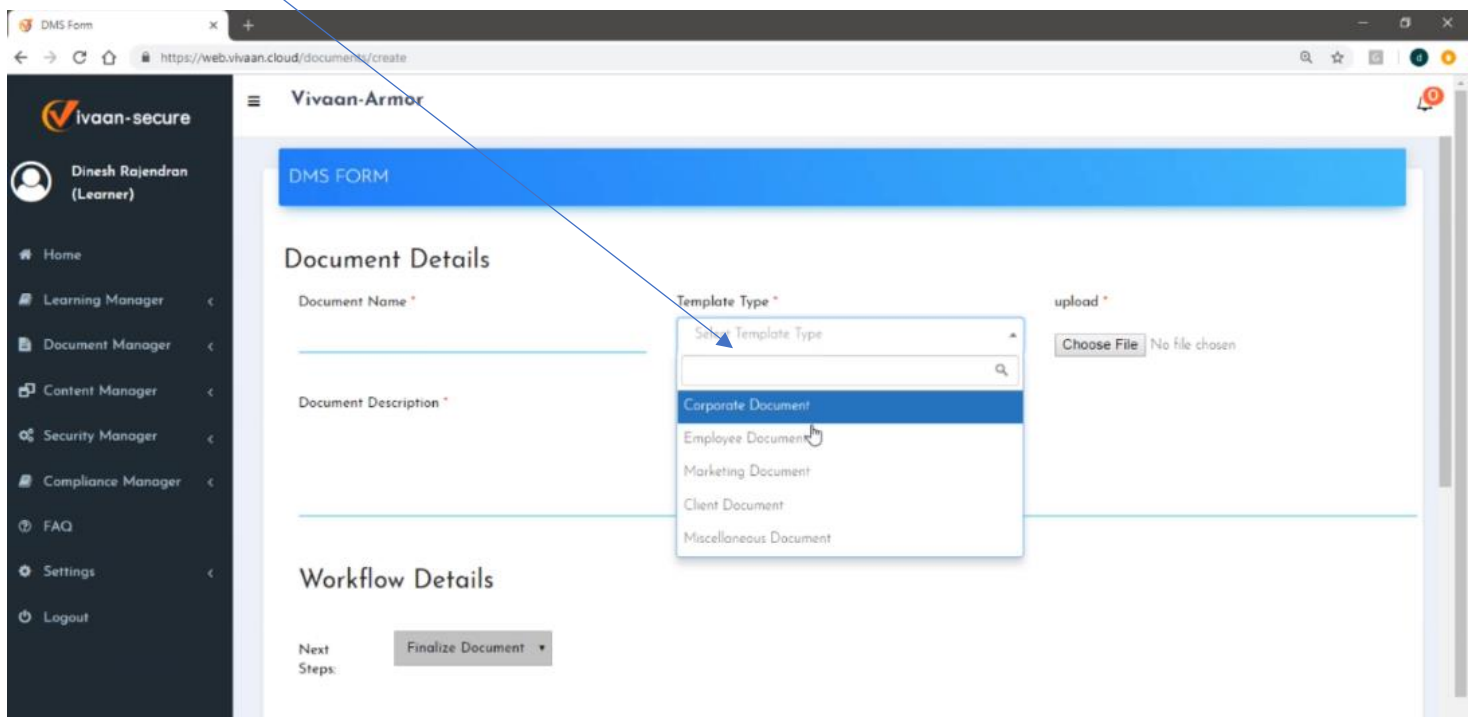 DMS Form
https://web.vivaan.cloud/documents/create
d
Vivaan-secure
Vivaan-Armor
0
Dinesh Rajendran
(Learner)
DMS FORM
Home
Learning Manager
Document Manager
Content Manager
Security Manager
Compliance Manager
FAQ
Settings
Logout
Document Details
Document Name *
Template Type *
upload *
Select Template Type
Choose File No file chosen
Document Description *
Corporate Document
Employee Document
Marketing Document
Client Document
Miscellaneous Document
Workflow Details
Next
Steps:
Finalize Document